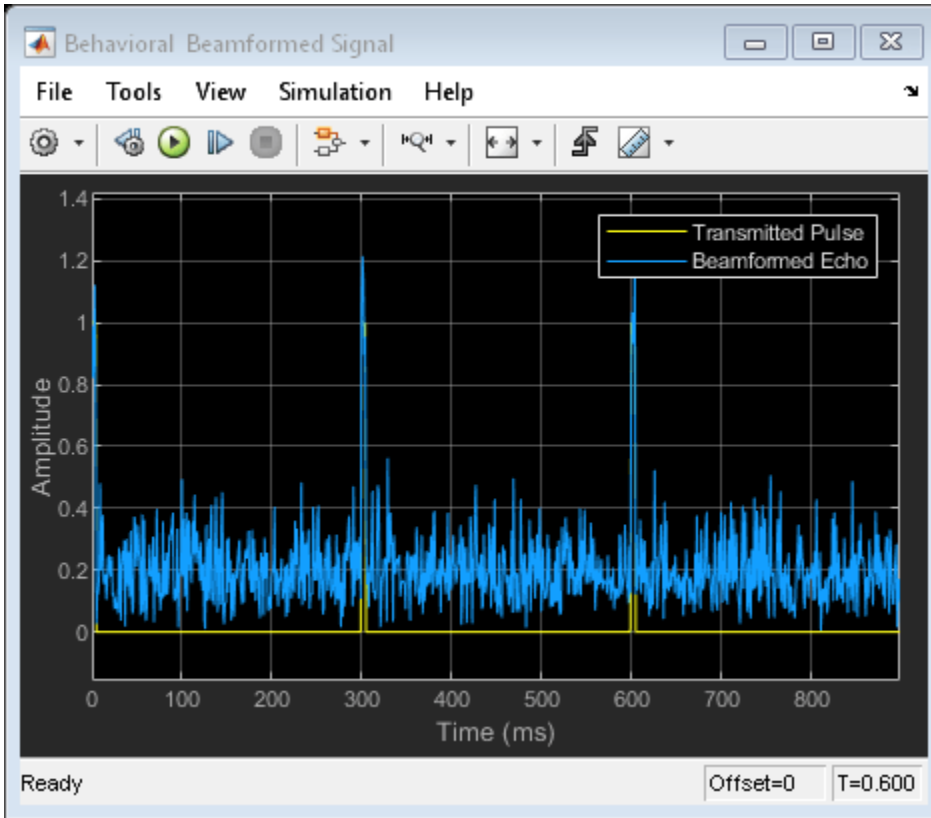 Behavioral Beamformed Signal
File Tools View Simulation Help
1.4
1.2
1
0.8
0.6
0.4
0.2
0
Amplitude
Transmitted Pulse
Beamformed Echo
0 100 200 300 400 500 600 700 800
Time (ms)
Ready Offset=0 T=0.600